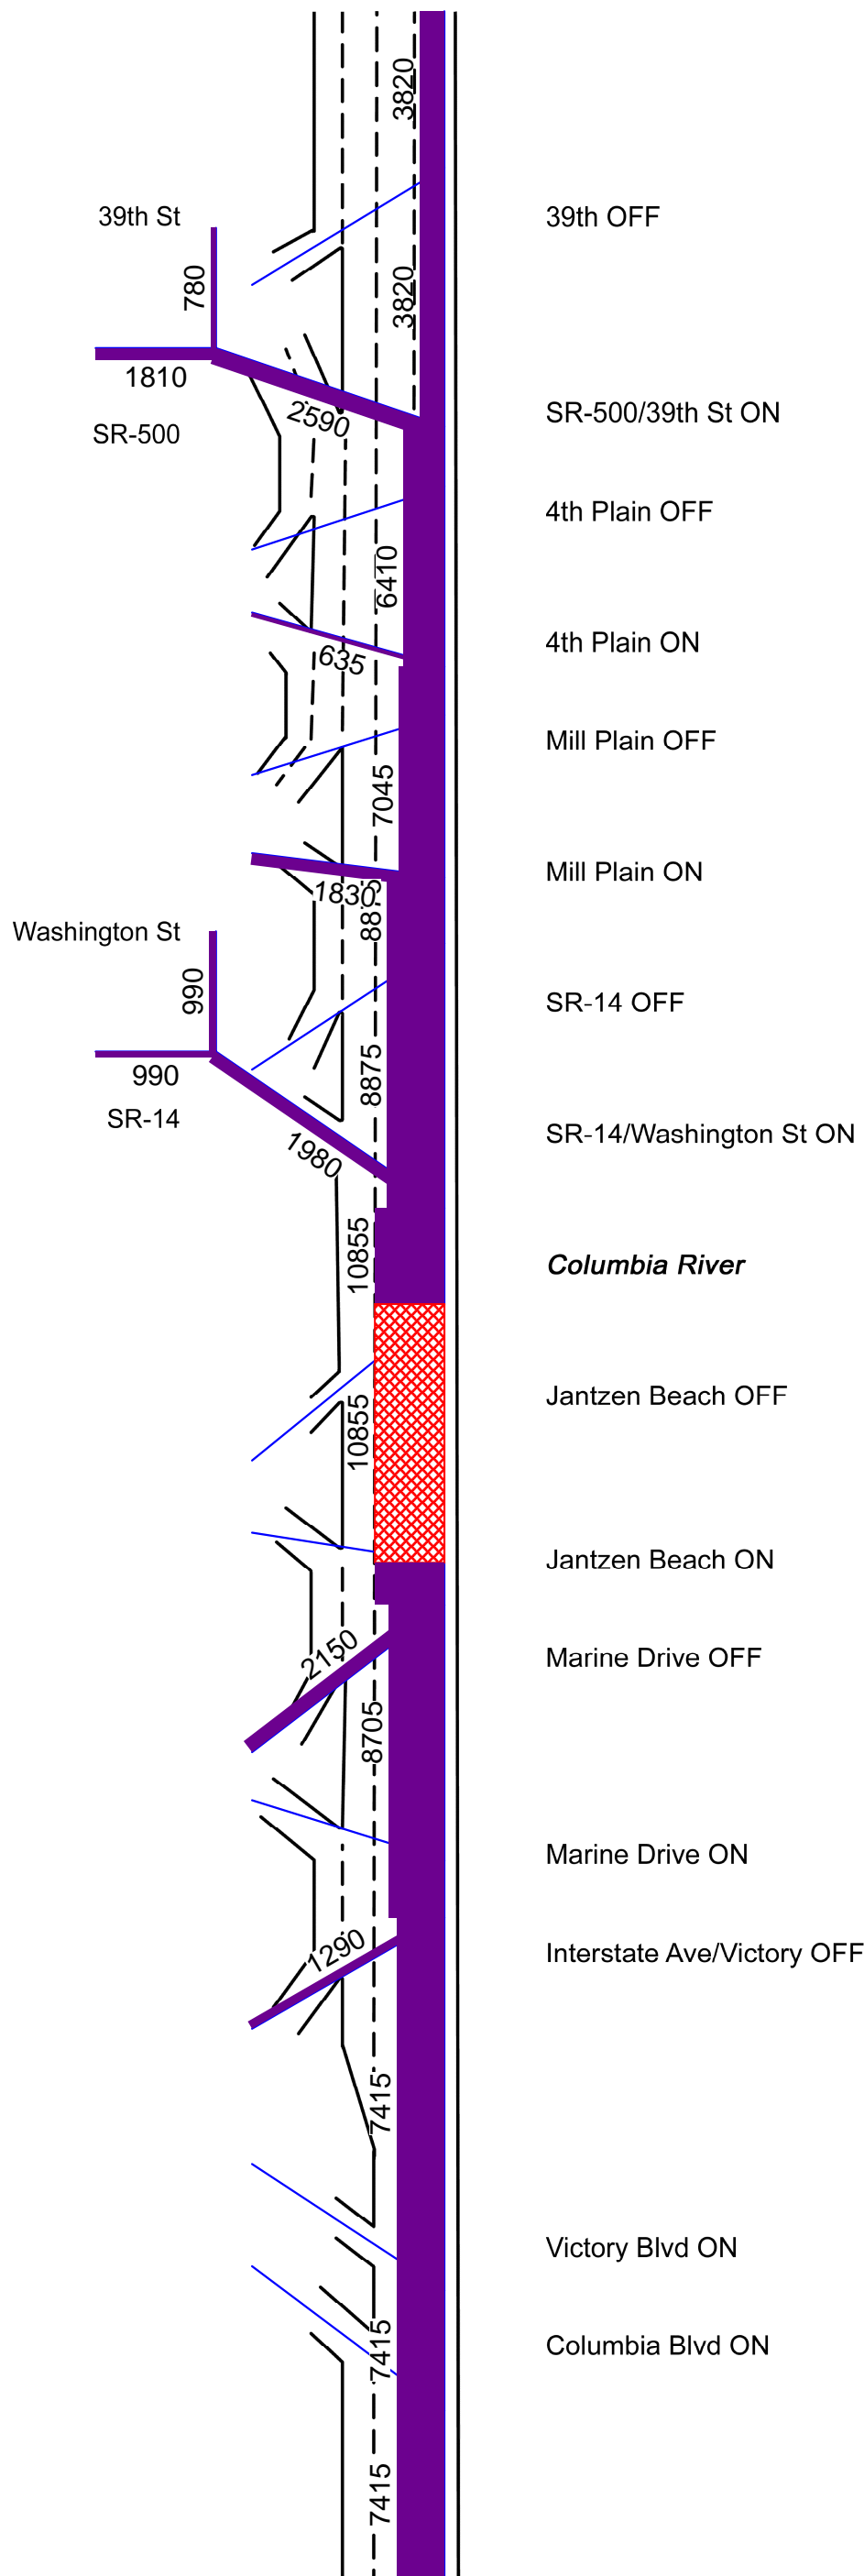 3820
39th St
39th OFF
780
3820
1810
2590
SR-500/39th St ON
SR-500
4th Plain OFF
6410
4th Plain ON
635
Mill Plain OFF
7045
Mill Plain ON
1830
8875
Washington St
990
SR-14 OFF
990
8875
SR-14
1980
SR-14/Washington St ON
10855
Columbia River
Jantzen Beach OFF
10855
Jantzen Beach ON
2150
Marine Drive OFF
8705
Marine Drive ON
1290
Interstate Ave/Victory OFF
7415
Victory Blvd ON
7415
Columbia Blvd ON
7415